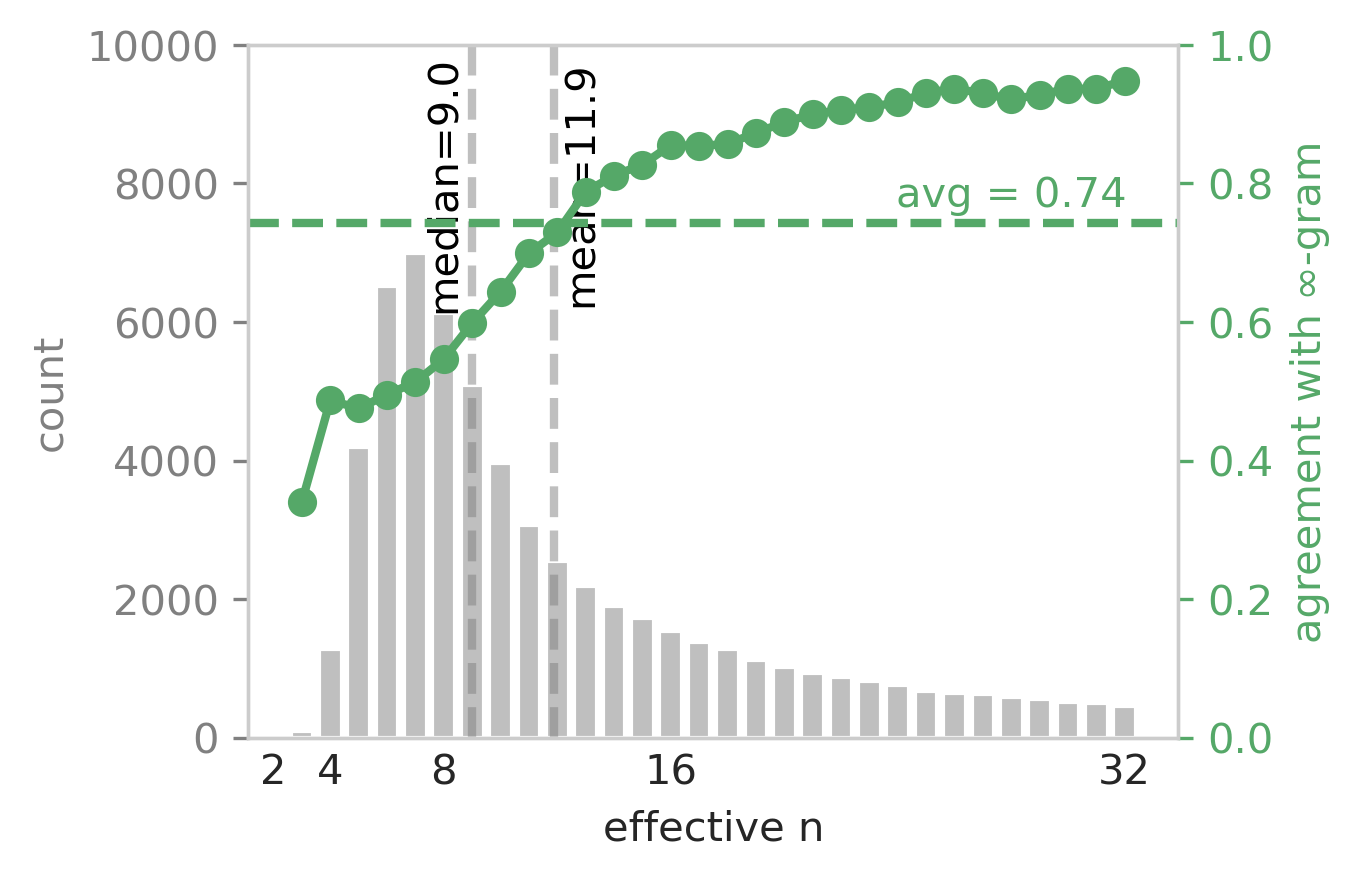 10000
8000
6000
4000
2000
0
count
median=9.0
mean=11.9
avg = 0.74
1.0
0.8
0.6
0.4
0.2
0.0
agreement with ∞-gram
2 4 8 16 32
effective n